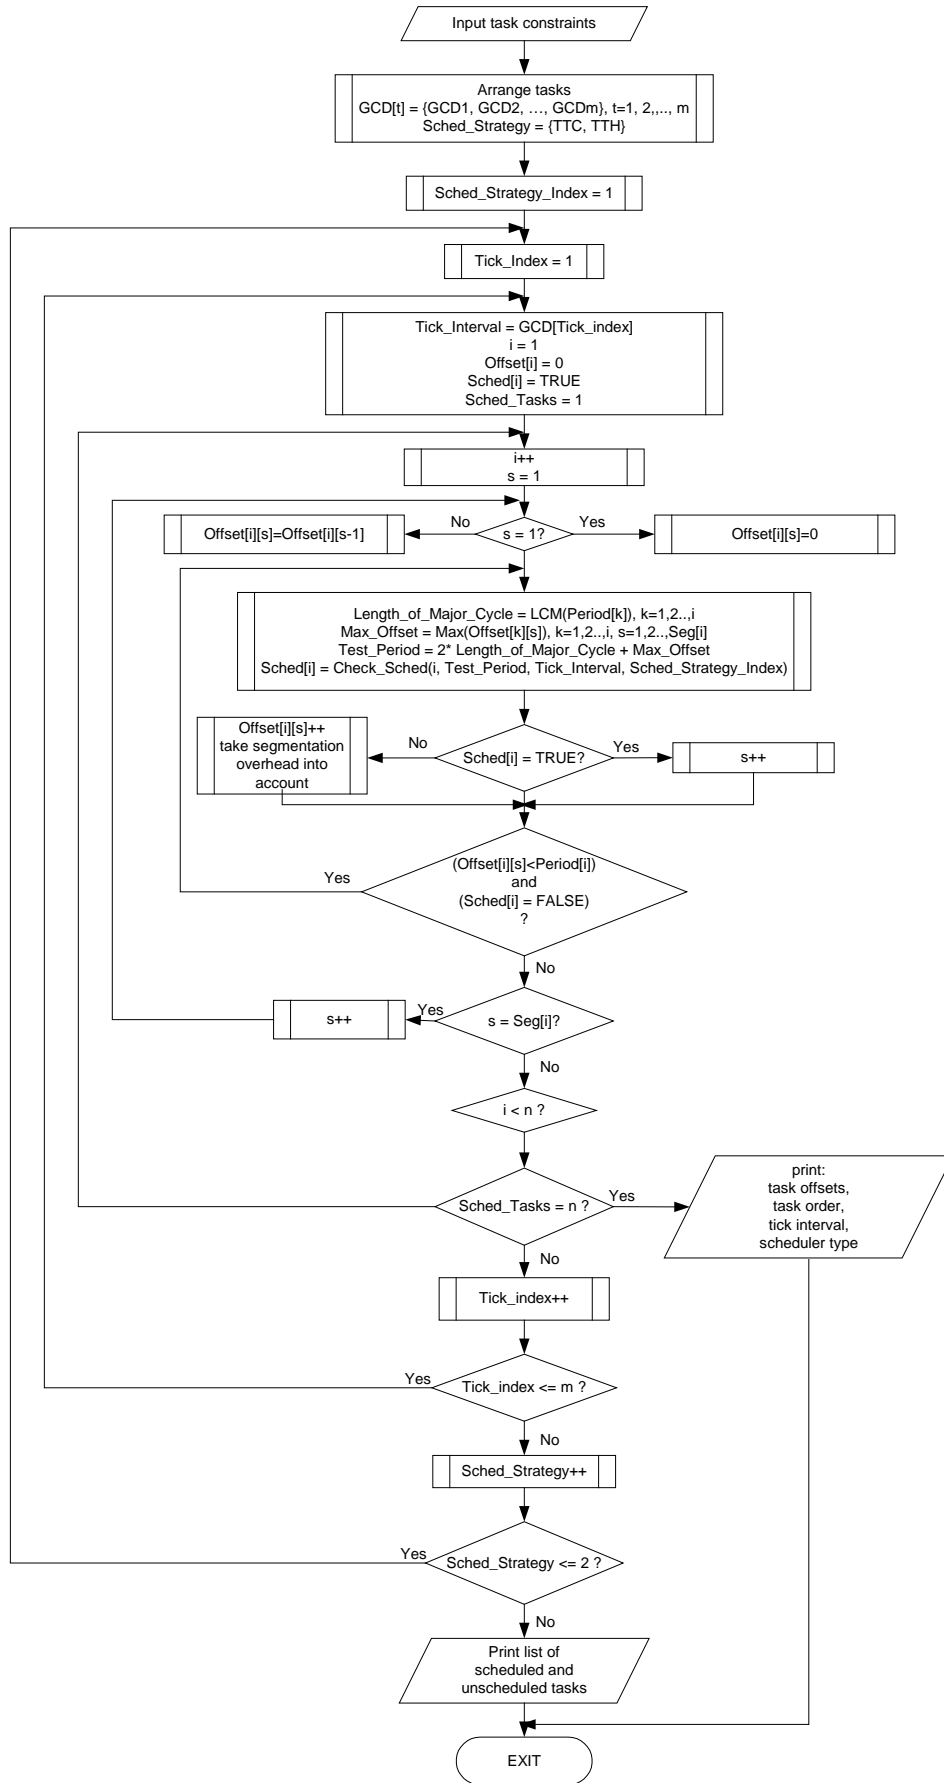 Input task constraints
Arrange tasks
GCD[t] = {GCD1, GCD2, …, GCDm}, t=1, 2,,.., m
Sched_Strategy = {TTC, TTH}
Sched_Strategy_Index = 1
Tick_Index = 1
Tick_Interval = GCD[Tick_index]
i = 1
Offset[i] = 0
Sched[i] = TRUE
Sched_Tasks = 1
i++
s = 1
Offset[i][s]=Offset[i][s-1]
No
s = 1?
Yes
Offset[i][s]=0
Length_of_Major_Cycle = LCM(Period[k]), k=1,2..,i
Max_Offset = Max(Offset[k][s]), k=1,2..,i, s=1,2..,Seg[i]
Test_Period = 2* Length_of_Major_Cycle + Max_Offset
Sched[i] = Check_Sched(i, Test_Period, Tick_Interval, Sched_Strategy_Index)
Offset[i][s]++
take segmentation
overhead into
account
No
Sched[i] = TRUE?
Yes
s++
(Offset[i][s]<Period[i])
and
(Sched[i] = FALSE)
?
Yes
No
s++
Yes
s = Seg[i]?
No
i < n ?
Sched_Tasks = n ?
Yes
print:
task offsets,
task order,
tick interval,
scheduler type
No
Tick_index++
Yes
Tick_index <= m ?
No
Sched_Strategy++
Yes
Sched_Strategy <= 2 ?
No
Print list of
scheduled and
unscheduled tasks
EXIT